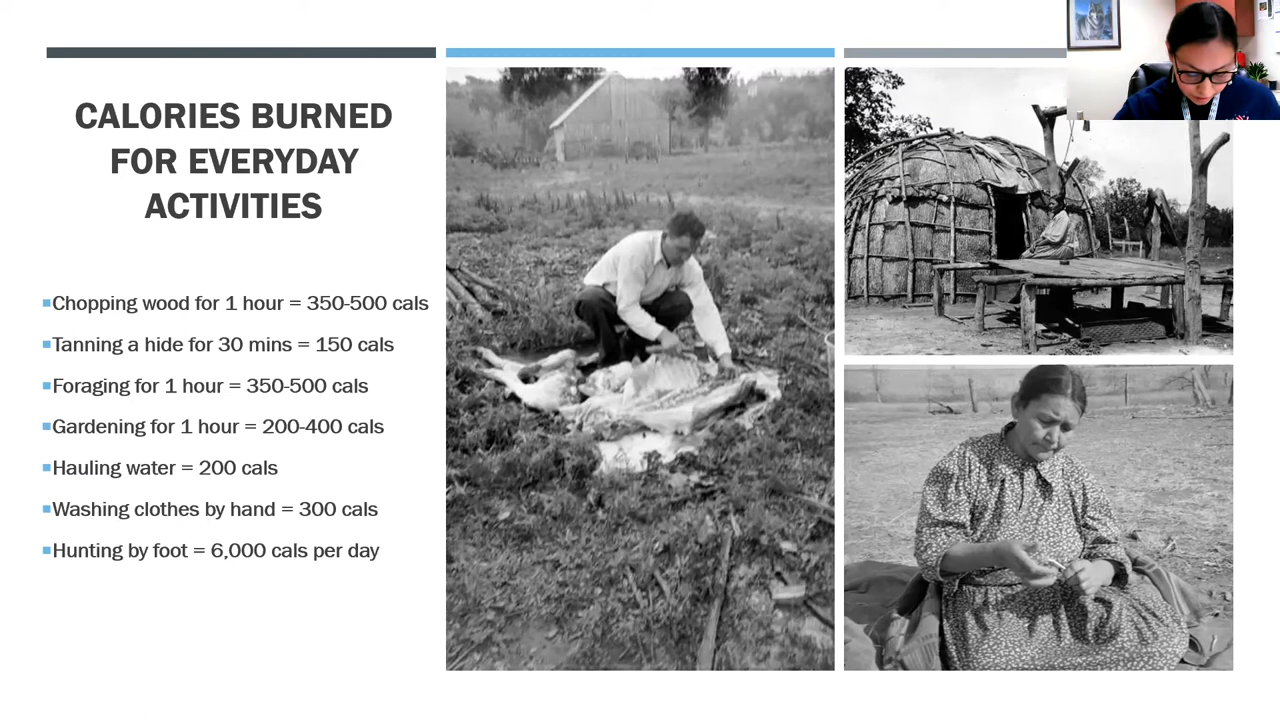 CALORIES BURNED
FOR EVERYDAY
ACTIVITIES
▪Chopping wood for 1 hour = 350-500 cals
▪Tanning a hide for 30 mins = 150 cals
▪Foraging for 1 hour = 350-500 cals
▪Gardening for 1 hour = 200-400 cals
▪Hauling water = 200 cals
▪Washing clothes by hand = 300 cals
▪Hunting by foot = 6,000 cals per day